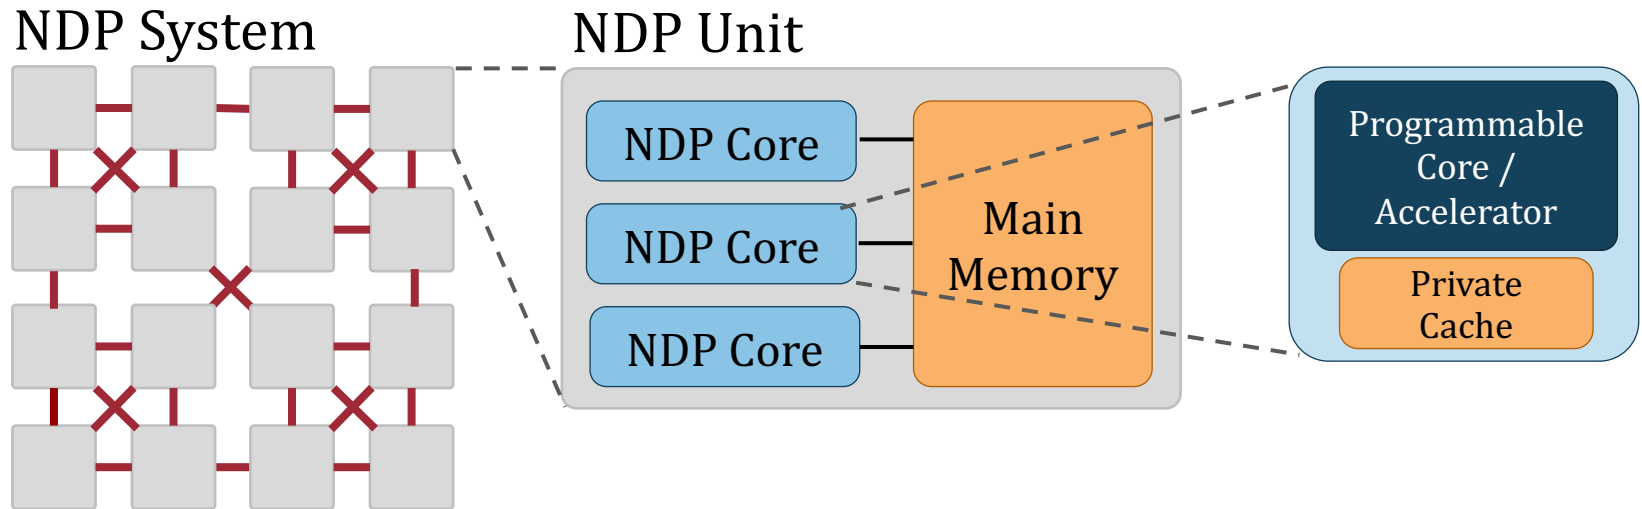 NDP System
NDP Unit
NDP Core
NDP Core
NDP Core
Main
Memory
Programmable
Core /
Accelerator
Private
Cache